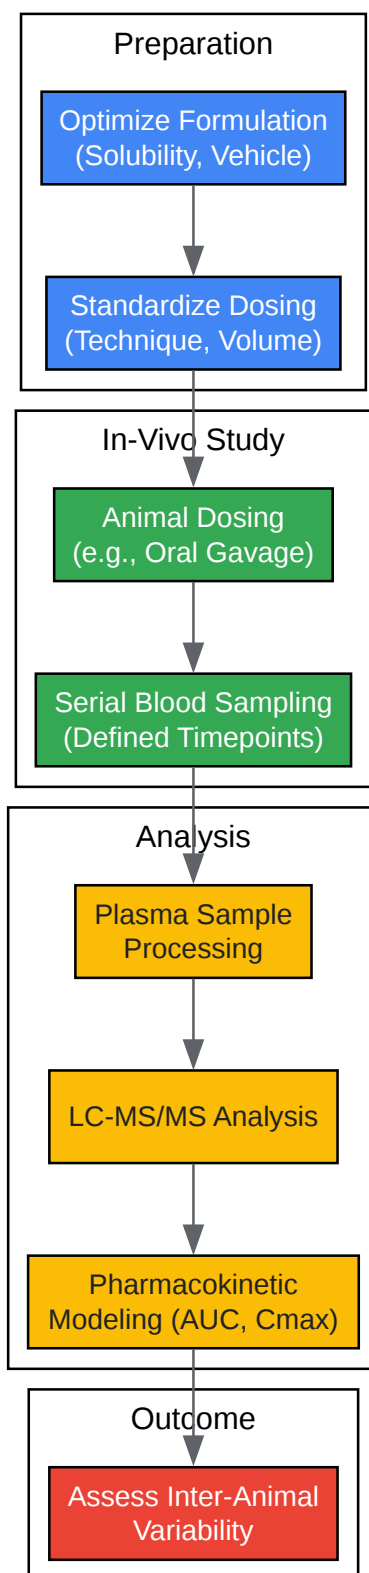 Preparation
Optimize Formulation
(Solubility, Vehicle)
Standardize Dosing
(Technique, Volume)
In-Vivo Study
Animal Dosing
(e.g., Oral Gavage)
Serial Blood Sampling
(Defined Timepoints)
Analysis
Plasma Sample
Processing
LC-MS/MS Analysis
Pharmacokinetic
Modeling (AUC, Cmax)
Outcome
Assess Inter-Animal
Variability